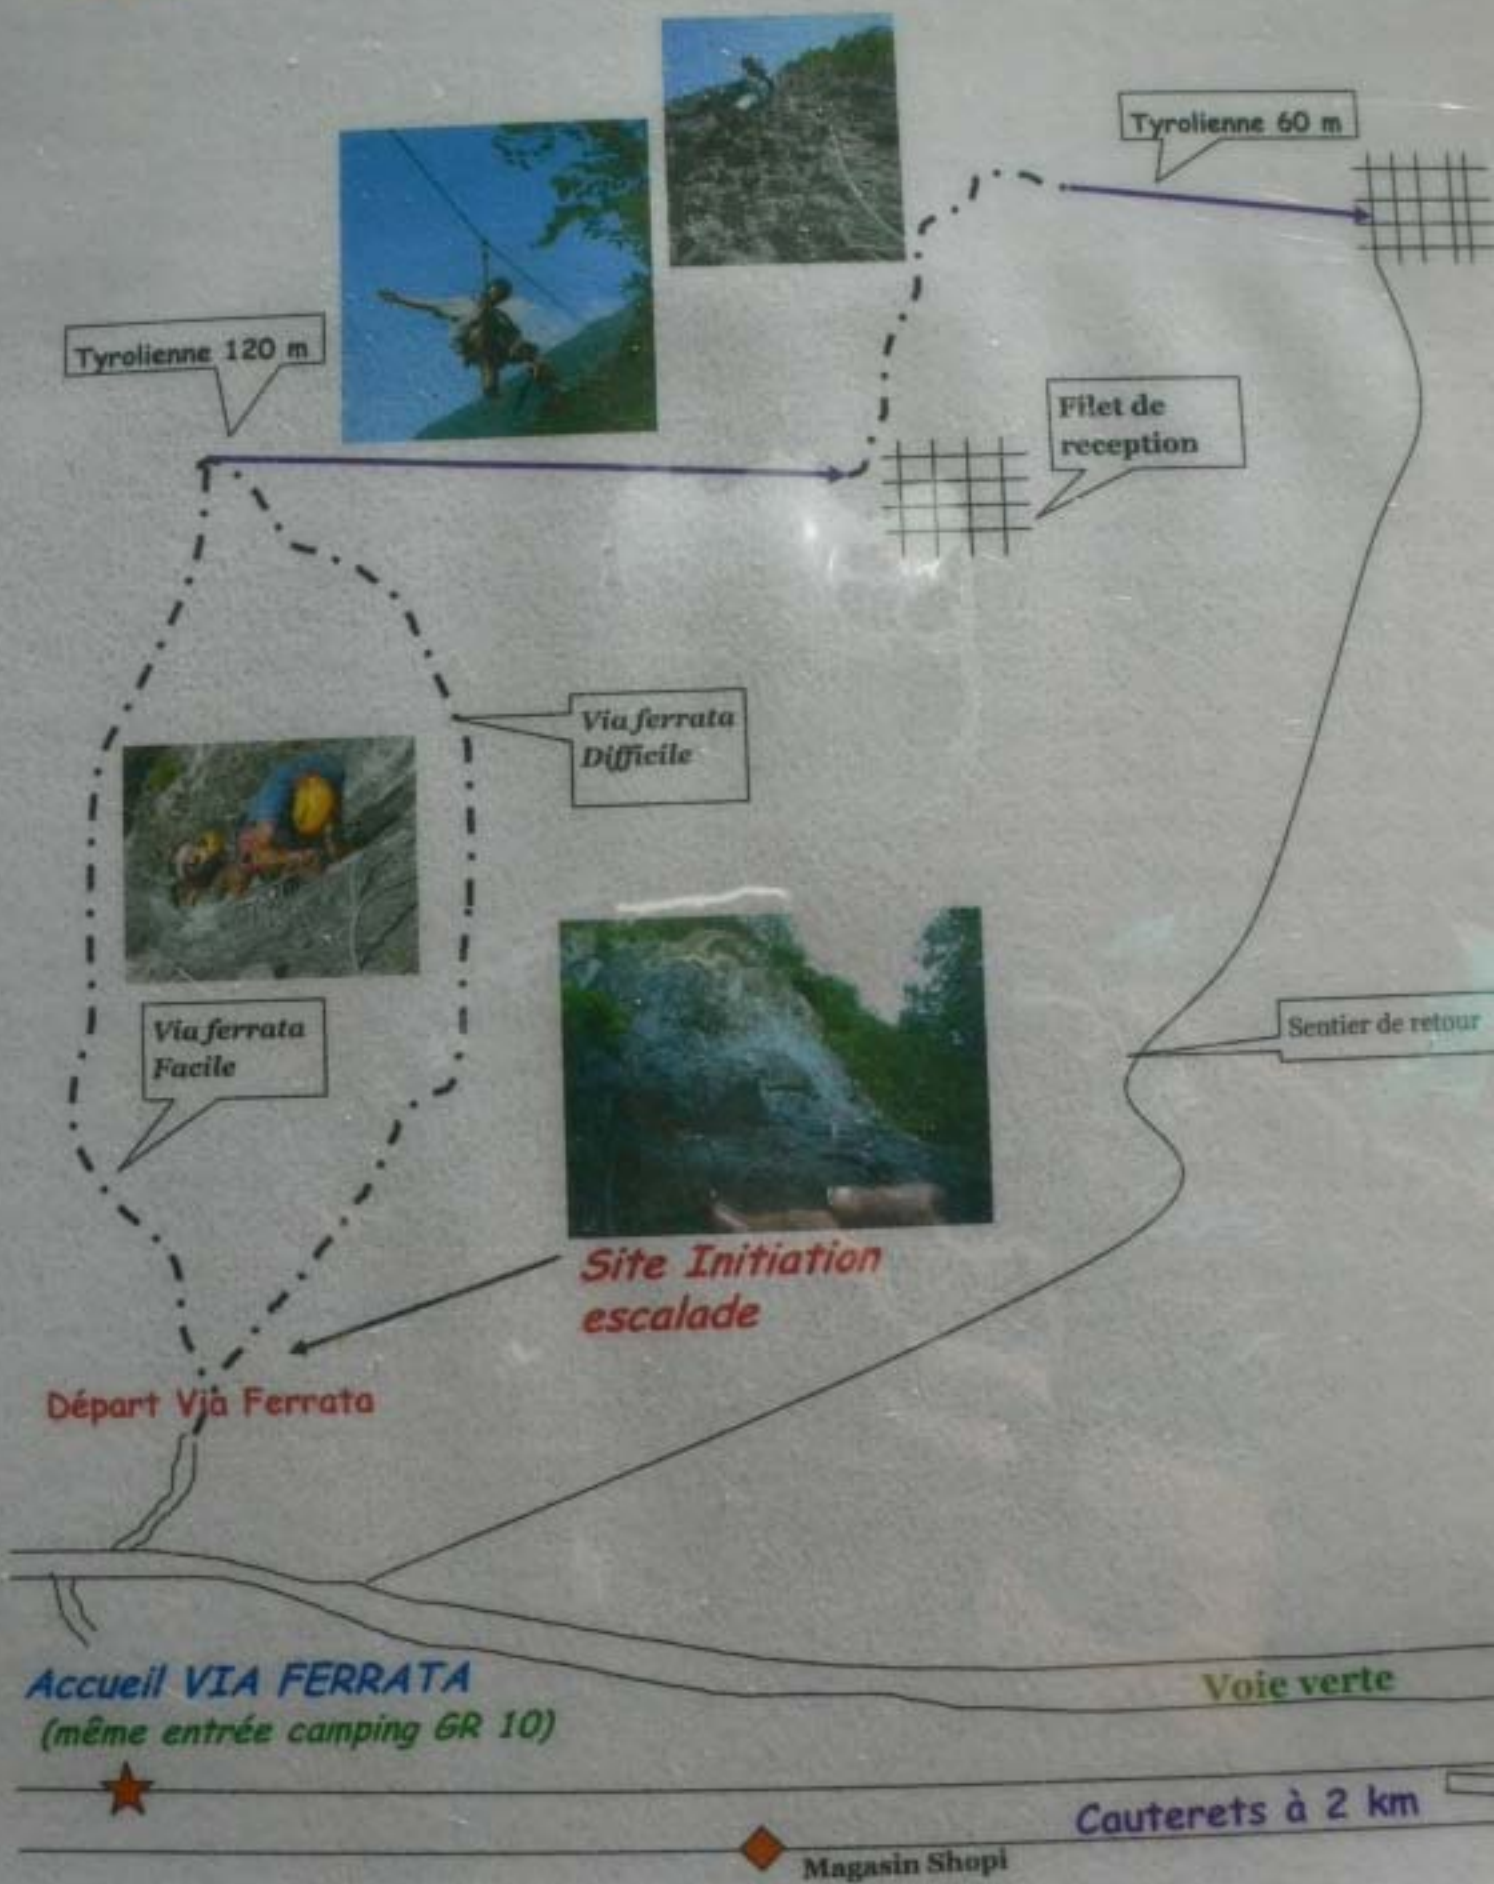 Tyrolienne 60 m
Tyrolienne 120 m
Filet de
reception
Via ferrata
Difficile
Via ferrata
Facile
Sentier de retour
Site Initiation
escalade
Départ Via Ferrata
Accueil VIA FERRATA
(même entrée camping GR 10)
Voie verte
Cauterets à 2 km
Magasin Shopi